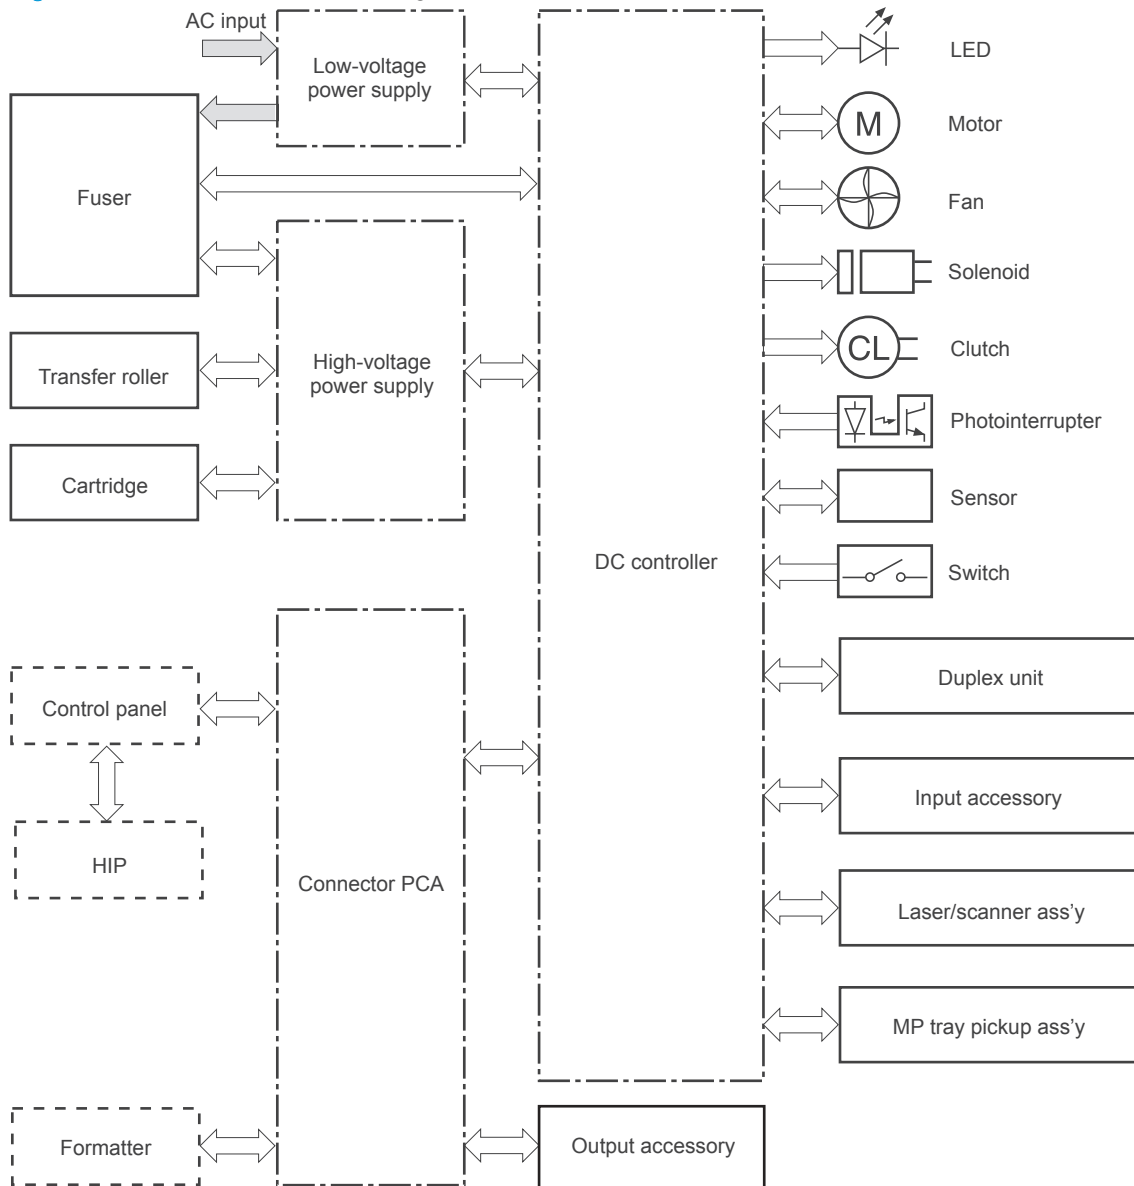 AC input
Low-voltage
power supply
Fuser
High-voltage
power supply
Transfer roller
Cartridge
DC controller
LED
M
Motor
Fan
Solenoid
CL
Clutch
Photointerrupter
Sensor
Switch
Control panel
HIP
Connector PCA
Duplex unit
Input accessory
Laser/scanner ass'y
MP tray pickup ass'y
Formatter
Output accessory